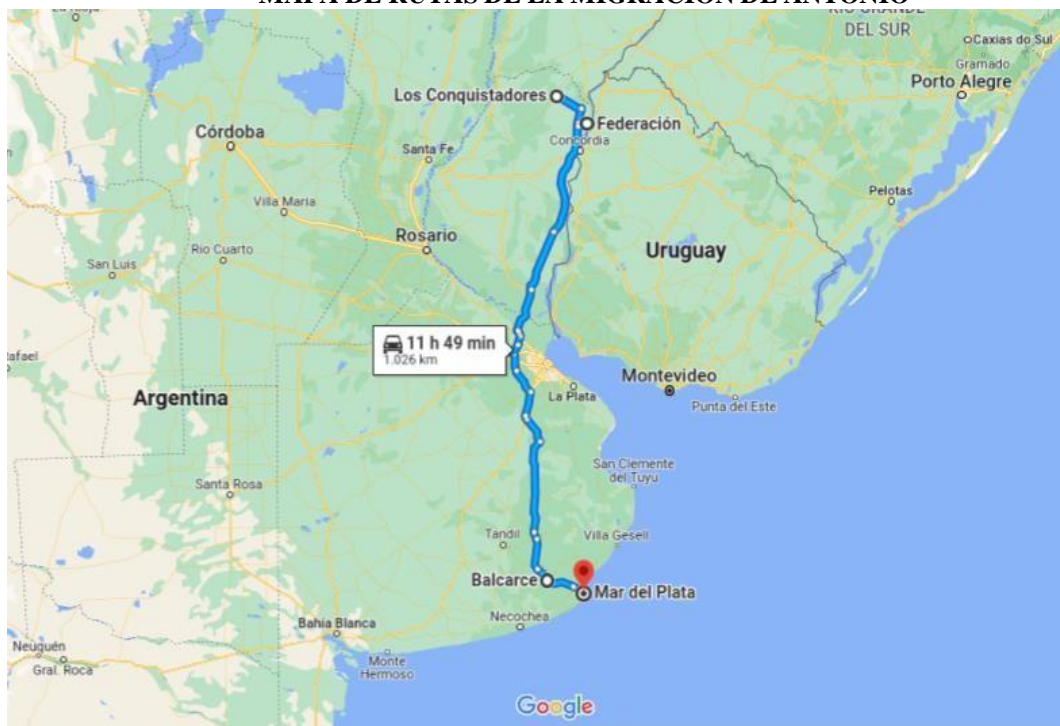 MAPA DE RUTAS DE LA MIGRACIÓN DE ANTONIO
DEL SUR
Caxias do Sul
Gramado
Porto Alegre
Los Conquistadores
Federación
Concordia
Córdoba
Santa Fe
Villa María
Pelotas
Rosario
Río Cuarto
Uruguay
San Luis
11 h 49 min
1.026 km
Montevideo
La Plata
Punta del Este
Argentina
San Clemente
del Tuyu
Santa Rosa
Tandil
Villa Gesell
Balcarce
Mar del Plata
Necochea
Bahía Blanca
Neuquén
Gral. Roca
Monte
Hermoso
Google